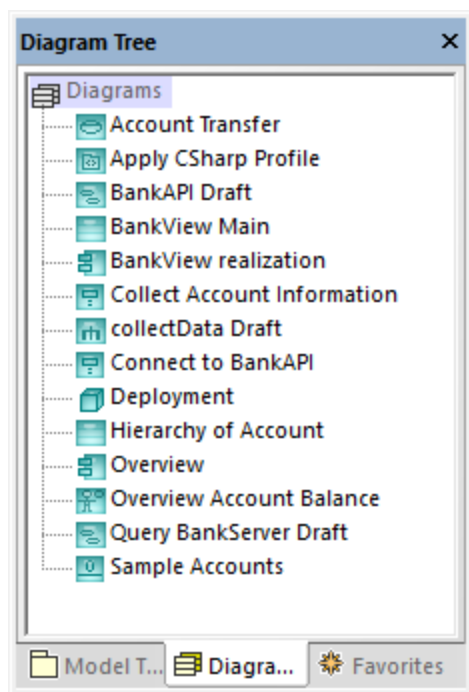 Diagram Tree
Diagrams
Account Transfer
Apply CSharp Profile
BankAPI Draft
BankView Main
BankView realization
Collect Account Information
collectData Draft
Connect to BankAPI
Deployment
Hierarchy of Account
Overview
Overview Account Balance
Query BankServer Draft
Sample Accounts
Model T... Diagra... Favorites